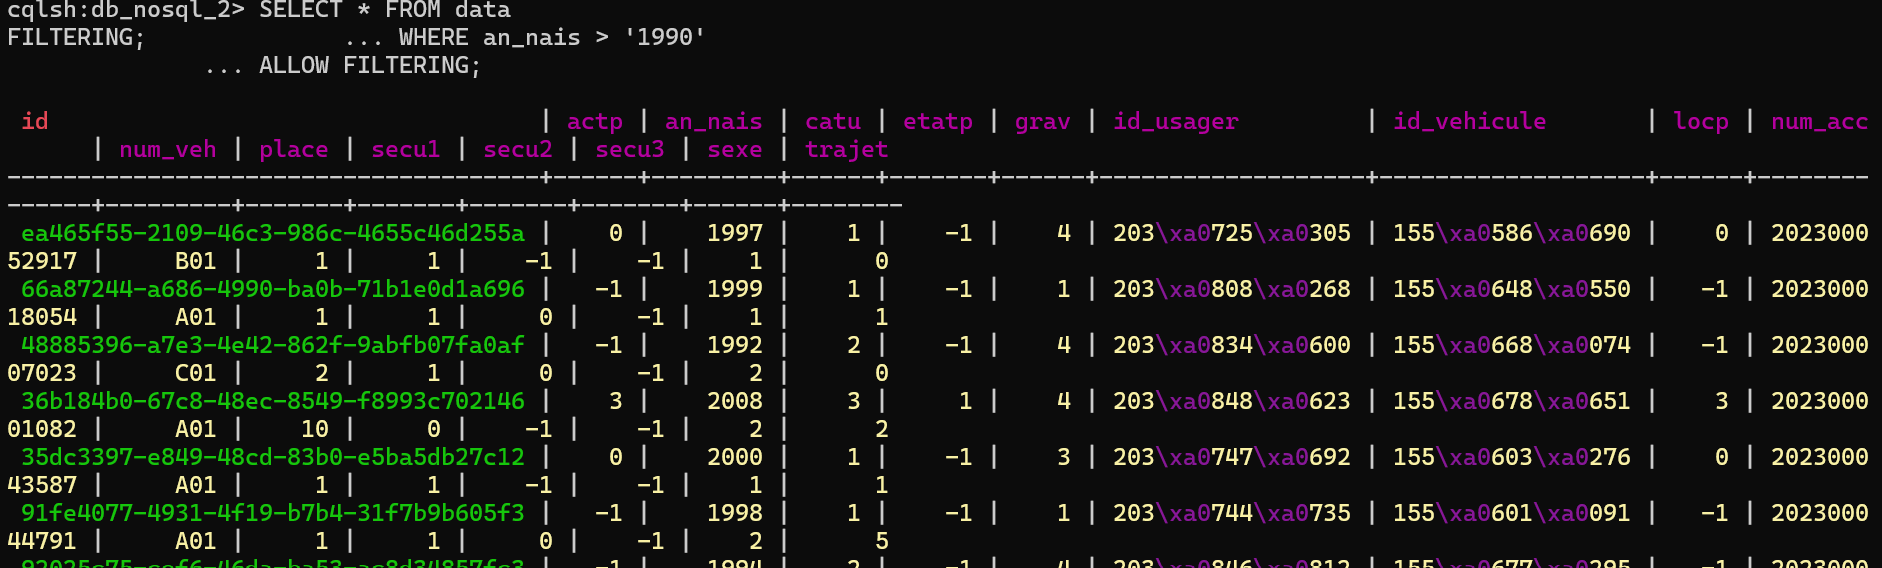 cqlsh:db_nosql_2> SELECT * FROM data
FILTERING;              ... WHERE an_nais > '1990'
              ... ALLOW FILTERING;
id | actp | an_nais | catu | etatp | grav | id_usager | id_vehicule | locp | num_acc
| num_veh | place | secu1 | secu2 | secu3 | sexe | trajet
--------------------------------------+------+---------+------+-------+------+-------------------+-------------------+------+--------
------+---------+-------+-------+-------+-------+------+--------
ea465f55-2109-46c3-986c-4655c46d255a | 0 | 1997 | 1 | -1 | 4 | 203\xa0725\xa0305 | 155\xa0586\xa0690 | 0 | 2023000
52917 | B01 | 1 | 1 | -1 | -1 | 1 | 0
66a87244-a686-4990-ba0b-71b1e0d1a696 | -1 | 1999 | 1 | -1 | 1 | 203\xa0808\xa0268 | 155\xa0648\xa0550 | -1 | 2023000
18054 | A01 | 1 | 1 | 0 | -1 | 1 | 1
48885396-a7e3-4e42-862f-9abfb07fa0af | -1 | 1992 | 2 | -1 | 4 | 203\xa0834\xa0600 | 155\xa0668\xa0074 | -1 | 2023000
07023 | C01 | 2 | 1 | 0 | -1 | 2 | 0
36b184b0-67c8-48ec-8549-f8993c702146 | 3 | 2008 | 3 | 1 | 4 | 203\xa0848\xa0623 | 155\xa0678\xa0651 | 3 | 2023000
01082 | A01 | 10 | 0 | -1 | -1 | 2 | 2
35dc3397-e849-48cd-83b0-e5ba5db27c12 | 0 | 2000 | 1 | -1 | 3 | 203\xa0747\xa0692 | 155\xa0603\xa0276 | 0 | 2023000
43587 | A01 | 1 | 1 | -1 | -1 | 1 | 1
91fe4077-4931-4f19-b7b4-31f7b9b605f3 | -1 | 1998 | 1 | -1 | 1 | 203\xa0744\xa0735 | 155\xa0601\xa0091 | -1 | 2023000
44791 | A01 | 1 | 1 | 0 | -1 | 2 | 5